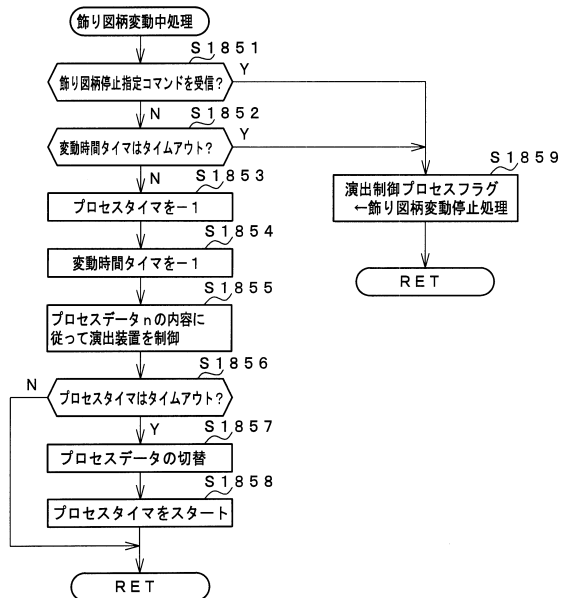 飾り図柄変動中処理
S1851
飾り図柄停止指定コマンドを受信?
Y
N
S1852
変動時間タイマはタイムアウト?
Y
N
S1853
プロセスタイマを-1
S1854
変動時間タイマを-1
S1855
プロセスデータnの内容に
従って演出装置を制御
S1856
プロセスタイマはタイムアウト?
N
Y
S1857
プロセスデータの切替
S1858
プロセスタイマをスタート
RET
S1859
演出制御プロセスフラグ
←飾り図柄変動停止処理
RET